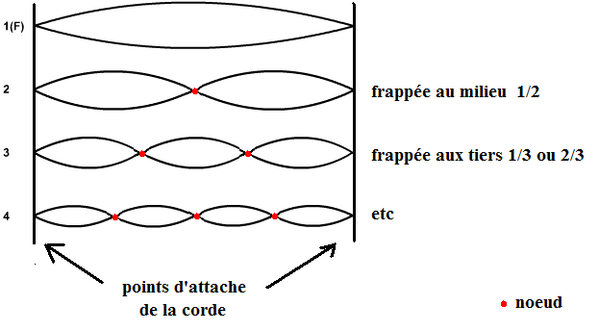 1(F)
2 frappée au milieu 1/2
3 frappée aux tiers 1/3 ou 2/3
4 etc
points d'attache
de la corde
noeud